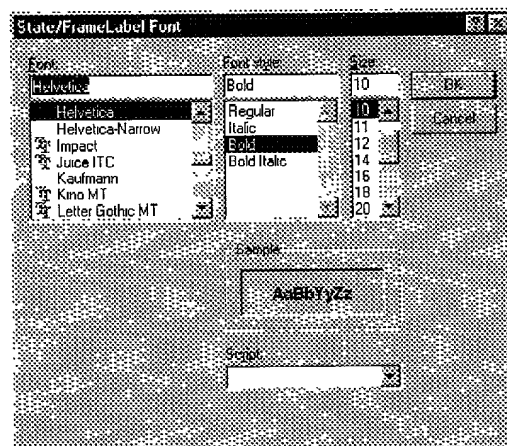 State/FrameLabel Font
Font:
Font style:
Size:
Helvetica
Bold
10
OK
Cancel
Helvetica
Helvetica-Narrow
Impact
Juice ITC
Kaufmann
Kino MT
Letter Gothic MT
Regular
Italic
Bold
Bold Italic
10
11
12
14
16
18
20
Sample
AaBbYyZz
Script: